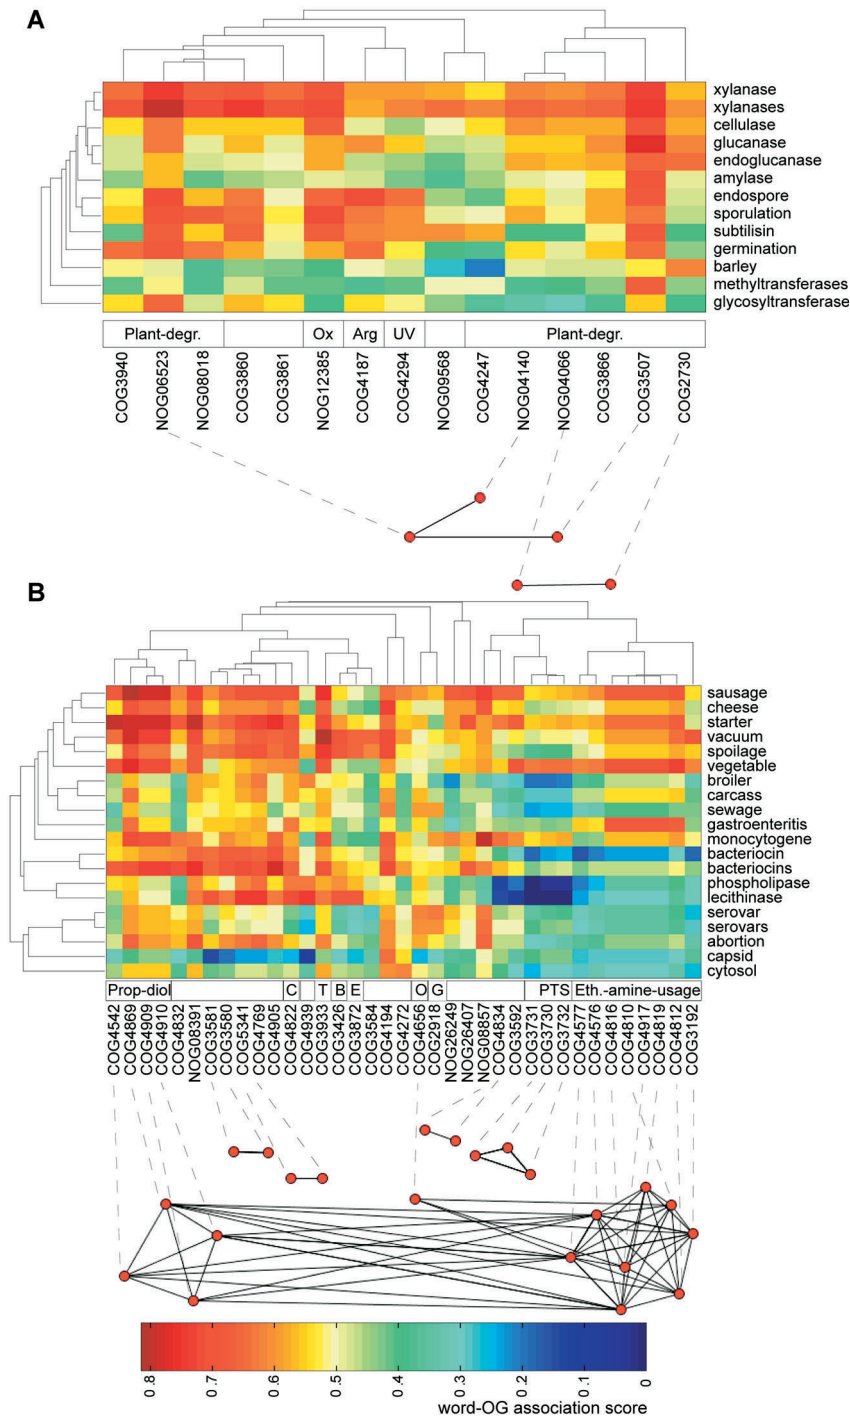 A
xylanase
xylanases
cellulase
glucanase
endoglucanase
amylase
endospore
sporulation
subtilisin
germination
barley
methyltransferases
glycosyltransferase
Plant-degr. Ox Arg UV Plant-degr.
COG3940 NOG06523 NOG08018 COG3860 COG3861 NOG12385 COG4187 COG4294 NOG09568 COG4247 NOG04140 NOG04066 COG3866 COG3507 COG2730
B
sausage
cheese
starter
vacuum
spoilage
vegetable
broiler
carcass
sewage
gastroenteritis
monocytogene
bacteriocin
bacteriocins
phospholipase
lecithinase
serovar
serovars
abortion
capsid
cytosol
Prop-diol C T B E O G PTS Eth.-amine-usage
COG4542 COG4869 COG4909 COG4910 COG4832 NOG08391 COG3581 COG3580 COG5341 COG4769 COG4905 COG4822 COG4939 COG3933 COG3426 COG3872 COG3584 COG4194 COG4272 COG4656 COG2918 NOG26249 NOG26407 NOG08857 COG4834 COG3592 COG3731 COG3730 COG3732 COG4577 COG4576 COG4816 COG4810 COG4917 COG4819 COG4812 COG3192
0.8 0.7 0.6 0.5 0.4 0.3 0.2 0.1 0
word-OG association score